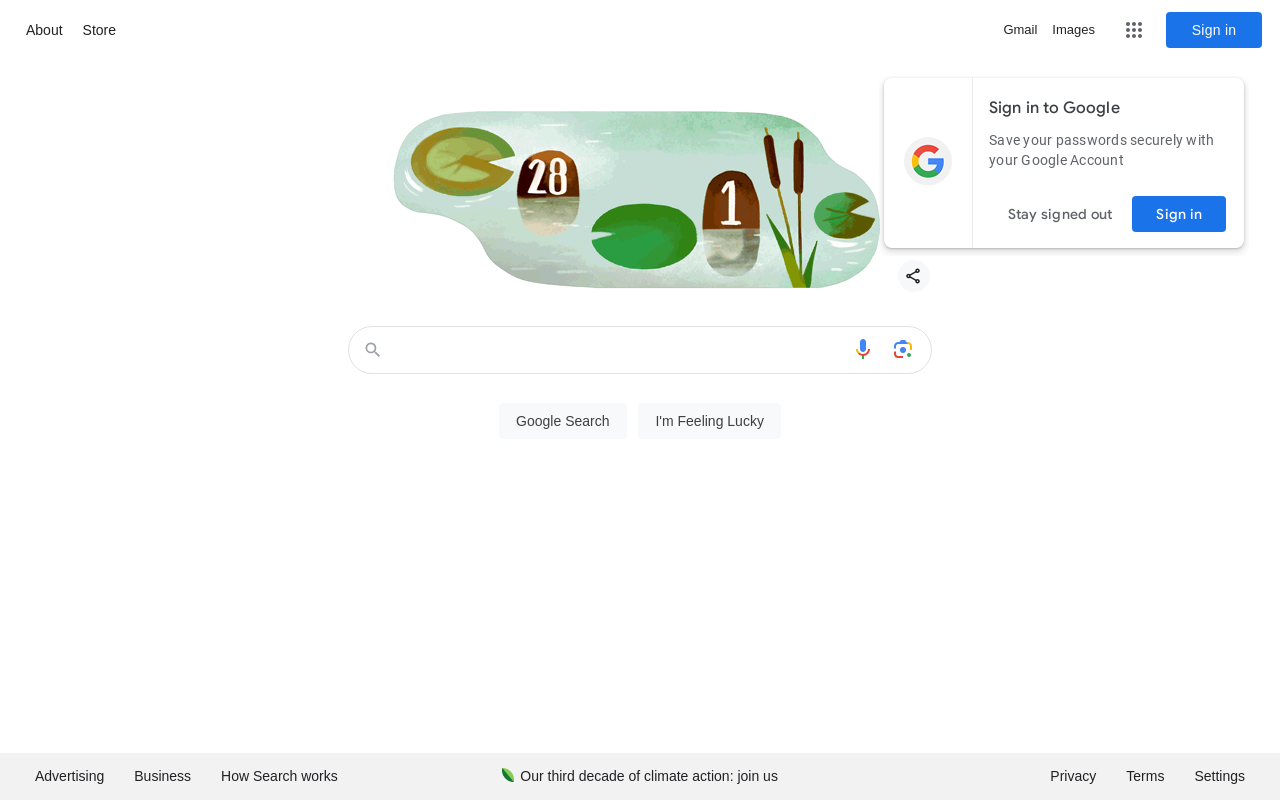 About
Store
Gmail
Images
Sign in
28
1
Sign in to Google
Save your passwords securely with
your Google Account
Stay signed out
Sign in
Google Search
I'm Feeling Lucky
Advertising
Business
How Search works
Our third decade of climate action: join us
Privacy
Terms
Settings